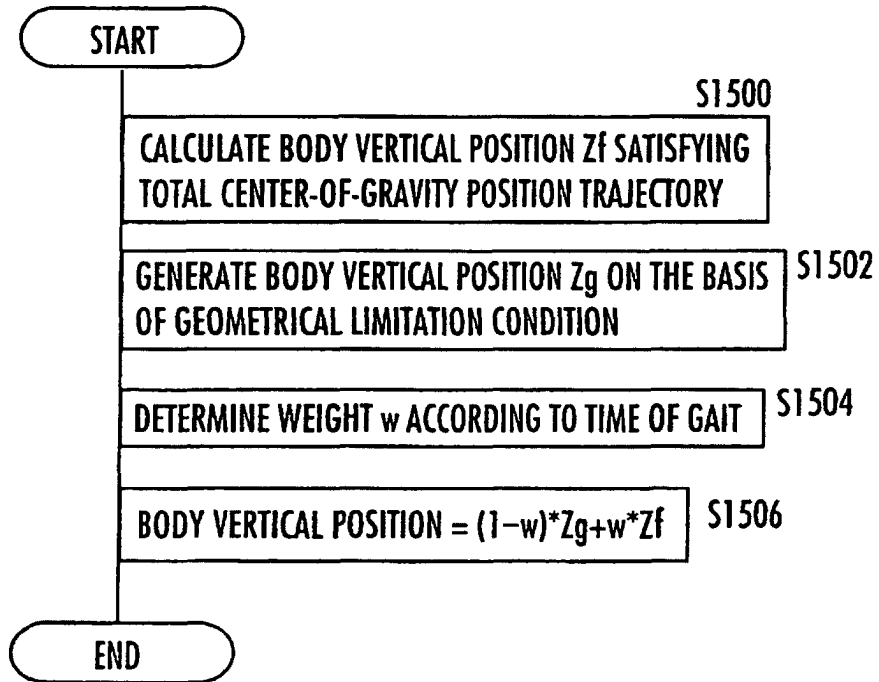 START
S1500
CALCULATE BODY VERTICAL POSITION Zf SATISFYING
TOTAL CENTER-OF-GRAVITY POSITION TRAJECTORY
S1502
GENERATE BODY VERTICAL POSITION Zg ON THE BASIS
OF GEOMETRICAL LIMITATION CONDITION
S1504
DETERMINE WEIGHT w ACCORDING TO TIME OF GAIT
S1506
BODY VERTICAL POSITION = (1-w)*Zg+w*Zf
END